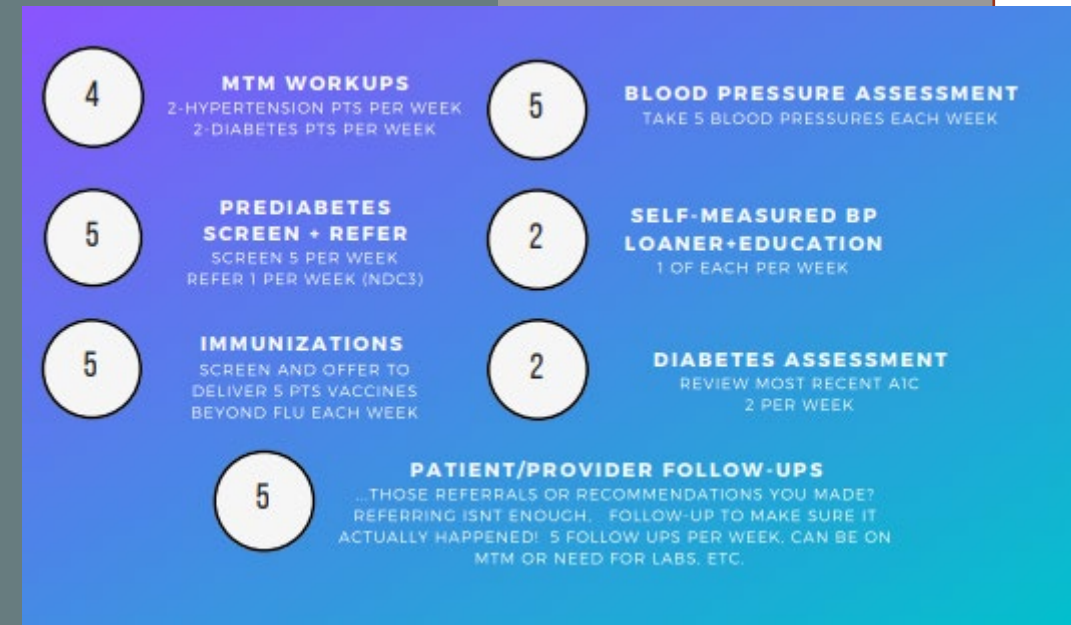 4
MTM WORKUPS
2-HYPERTENSION PTS PER WEEK
2-DIABETES PTS PER WEEK
5
BLOOD PRESSURE ASSESSMENT
TAKE 5 BLOOD PRESSURES EACH WEEK
5
PREDIABETES
SCREEN + REFER
SCREEN 5 PER WEEK
REFER 1 PER WEEK (NDC3)
2
SELF-MEASURED BP
LOANER+EDUCATION
1 OF EACH PER WEEK
5
IMMUNIZATIONS
SCREEN AND OFFER TO
DELIVER 5 PTS VACCINES
BEYOND FLU EACH WEEK
2
DIABETES ASSESSMENT
REVIEW MOST RECENT A1C
2 PER WEEK
5
PATIENT/PROVIDER FOLLOW-UPS
...THOSE REFERRALS OR RECOMMENDATIONS YOU MADE?
REFERRING ISNT ENOUGH. FOLLOW-UP TO MAKE SURE IT
ACTUALLY HAPPENED! 5 FOLLOW UPS PER WEEK. CAN BE ON
MTM OR NEED FOR LABS, ETC.